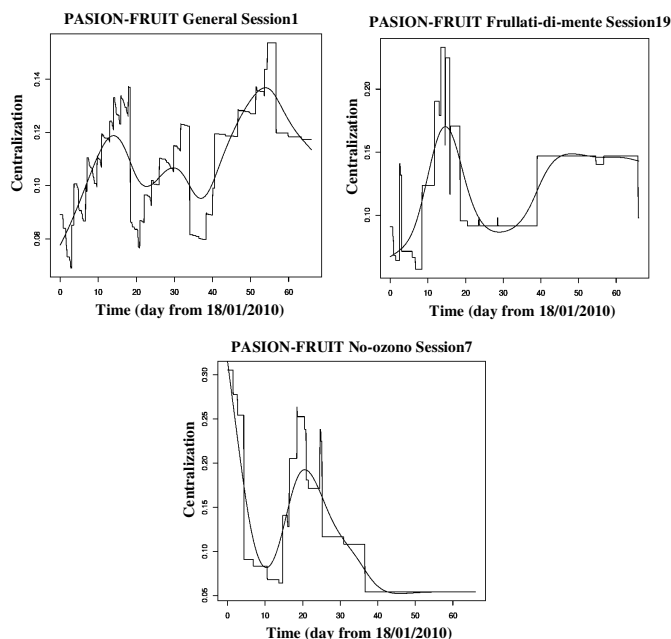 PASION-FRUIT General Session1
Centralization
0.08 0.10 0.12 0.14
0 10 20 30 40 50 60
Time (day from 18/01/2010)
PASION-FRUIT Frullati-di-mente Session19
Centralization
0.10 0.15 0.20
0 10 20 30 40 50 60
Time (day from 18/01/2010)
PASION-FRUIT No-ozono Session7
Centralization
0.05 0.10 0.15 0.20 0.25 0.30
0 10 20 30 40 50 60
Time (day from 18/01/2010)